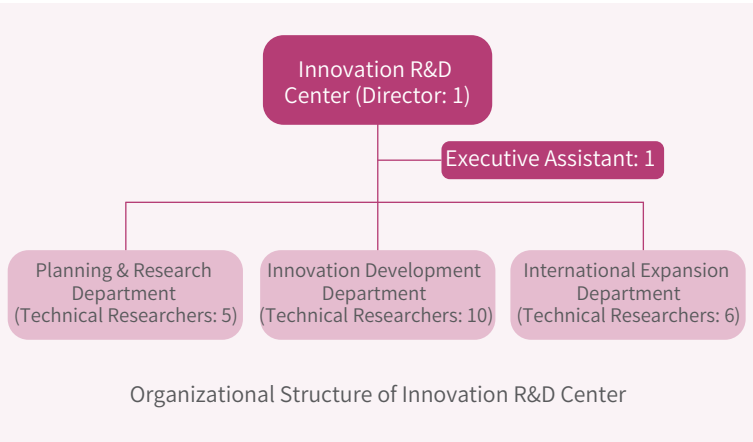 Innovation R&D
Center (Director: 1)
Executive Assistant: 1
Planning & Research
Department
(Technical Researchers: 5)
Innovation Development
Department
(Technical Researchers: 10)
International Expansion
Department
(Technical Researchers: 6)
Organizational Structure of Innovation R&D Center